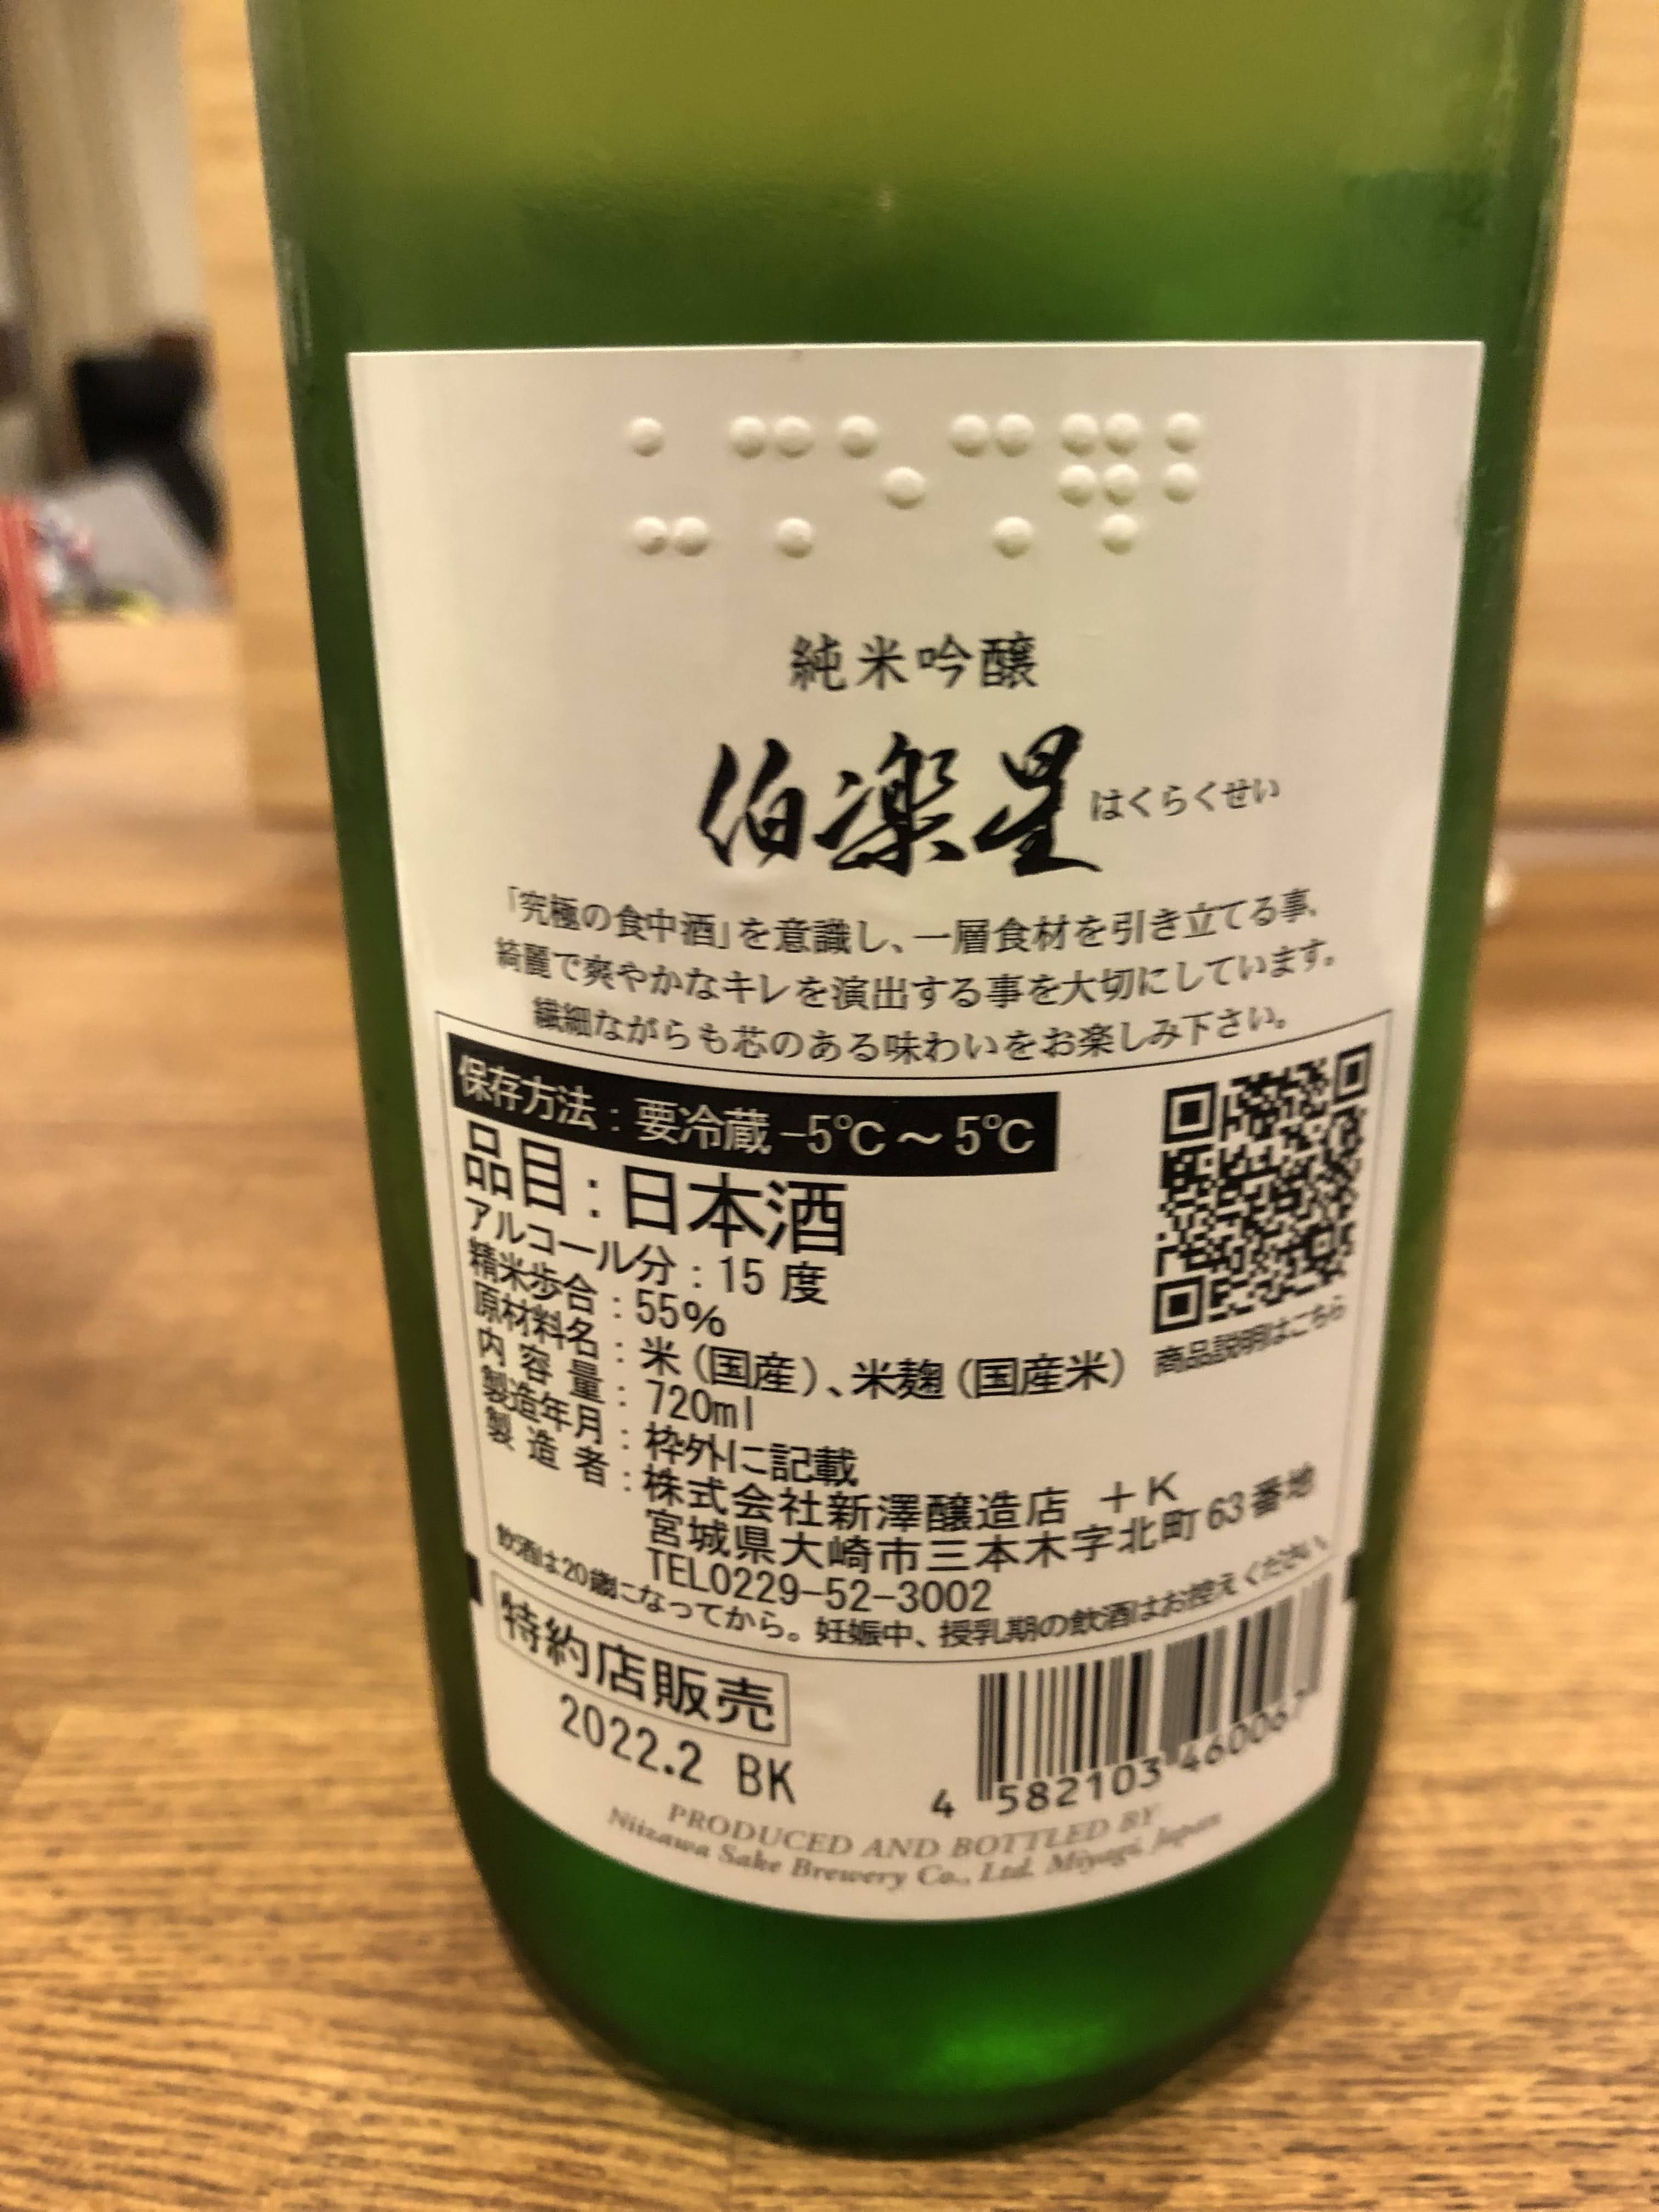 純米吟醸
伯楽星 はくらくせい
「究極の食中酒」を意識し、一層食材を引き立てる事、
綺麗で爽やかなキレを演出する事を大切にしています。
繊細ながらも芯のある味わいをお楽しみ下さい。
保存方法：要冷蔵 -5℃～5℃
品目：日本酒
アルコール分：15度
精米歩合：55%
原材料名：米（国産）、米麹（国産米）
商品説明はこちら
内容量：720ml
製造年月：枠外に記載
製造者：株式会社新澤醸造店 +K
宮城県大崎市三本木字北町63番地
TEL0229-52-3002
飲酒は20歳になってから。妊娠中、授乳期の飲酒はお控えください。
特約店販売
2022.2 BK
4 582103 460067
PRODUCED AND BOTTLED BY
Niizawa Sake Brewery Co., Ltd. Miyagi, Japan